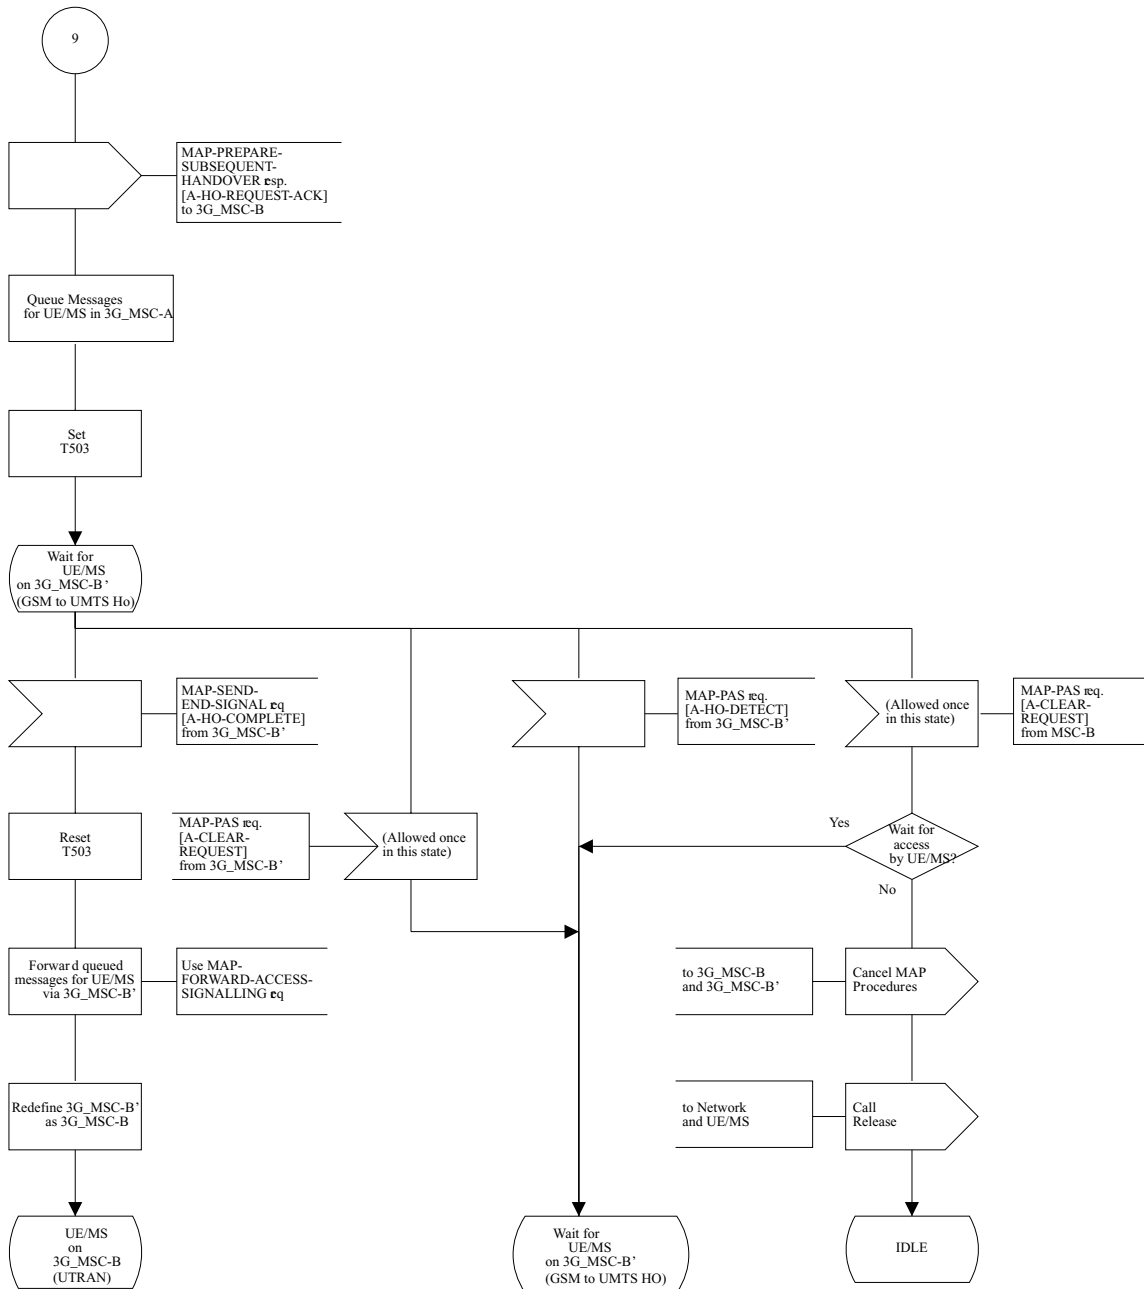 9
MAP-PREPARE-
SUBSEQUENT-
HANDOVER resp.
[A-HO-REQUEST-ACK]
to 3G_MSC-B
Queue Messages
for UE/MS in 3G_MSC-A
Set
T503
Wait for
UE/MS
on 3G_MSC-B’
(GSM to UMTS Ho)
MAP-SEND-
END-SIGNAL req
[A-HO-COMPLETE]
from 3G_MSC-B’
MAP-PAS req.
[A-HO-DETECT]
from 3G_MSC-B’
(Allowed once
in this state)
MAP-PAS req.
[A-CLEAR-
REQUEST]
from MSC-B
Reset
T503
MAP-PAS req.
[A-CLEAR-
REQUEST]
from 3G_MSC-B’
(Allowed once
in this state)
Yes
Wait for
access
by UE/MS?
No
Forward queued
messages for UE/MS
via 3G_MSC-B’
Use MAP-
FORWARD-ACCESS-
SIGNALLING req
to 3G_MSC-B
and 3G_MSC-B’
Cancel MAP
Procedures
Redefine 3G_MSC-B’
as 3G_MSC-B
to Network
and UE/MS
Call
Release
UE/MS
on
3G_MSC-B
(UTRAN)
Wait for
UE/MS
on 3G_MSC-B’
(GSM to UMTS HO)
IDLE